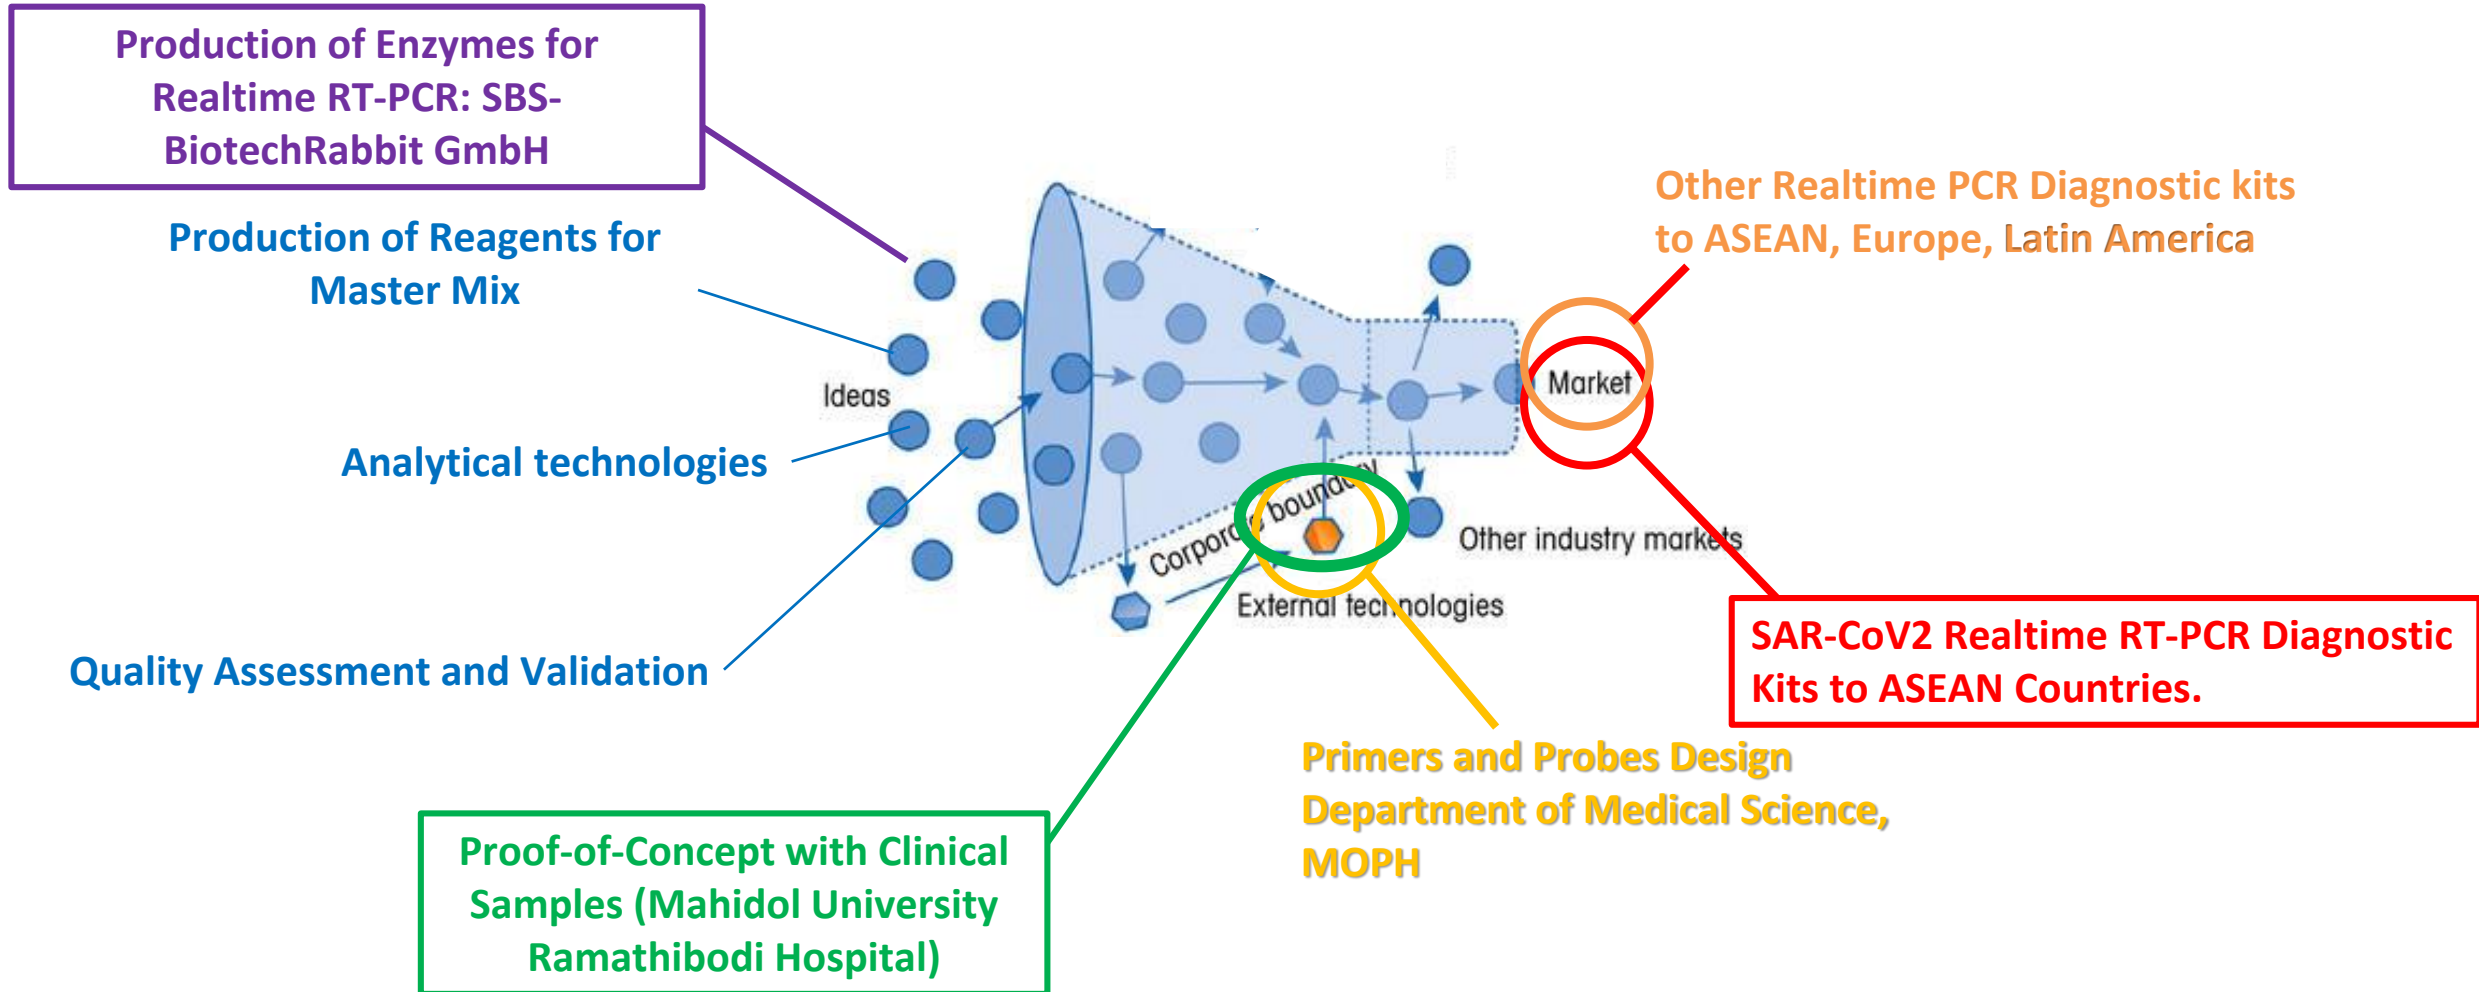 Production of Enzymes for
Realtime RT-PCR: SBS-
BiotechRabbit GmbH
Production of Reagents for
Master Mix
Ideas
Analytical technologies
Quality Assessment and Validation
Proof-of-Concept with Clinical
Samples (Mahidol University
Ramathibodi Hospital)
Corporate boundary
External technologies
Other industry markets
Market
Other Realtime PCR Diagnostic kits
to ASEAN, Europe, Latin America
SAR-CoV2 Realtime RT-PCR Diagnostic
Kits to ASEAN Countries.
Primers and Probes Design
Department of Medical Science,
MOPH